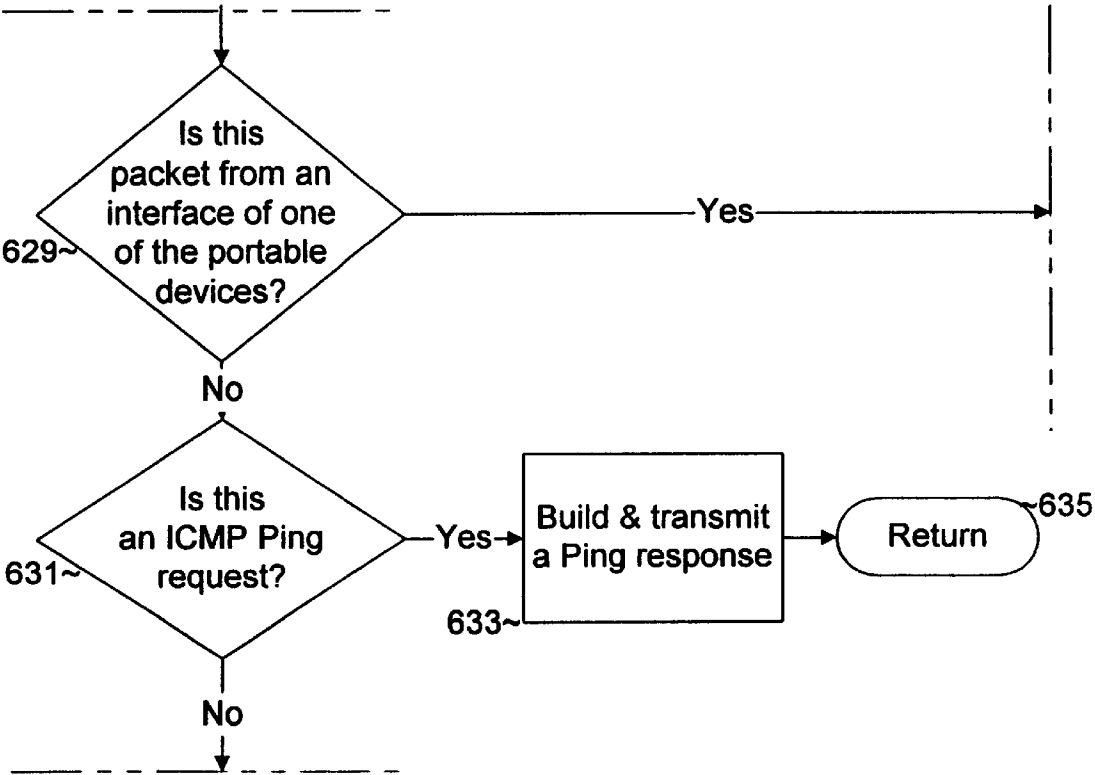 Is this
packet from an
interface of one
of the portable
devices?
629~
Yes
No
Is this
an ICMP Ping
request?
631~
Yes
Build & transmit
a Ping response
633~
Return
~635
No